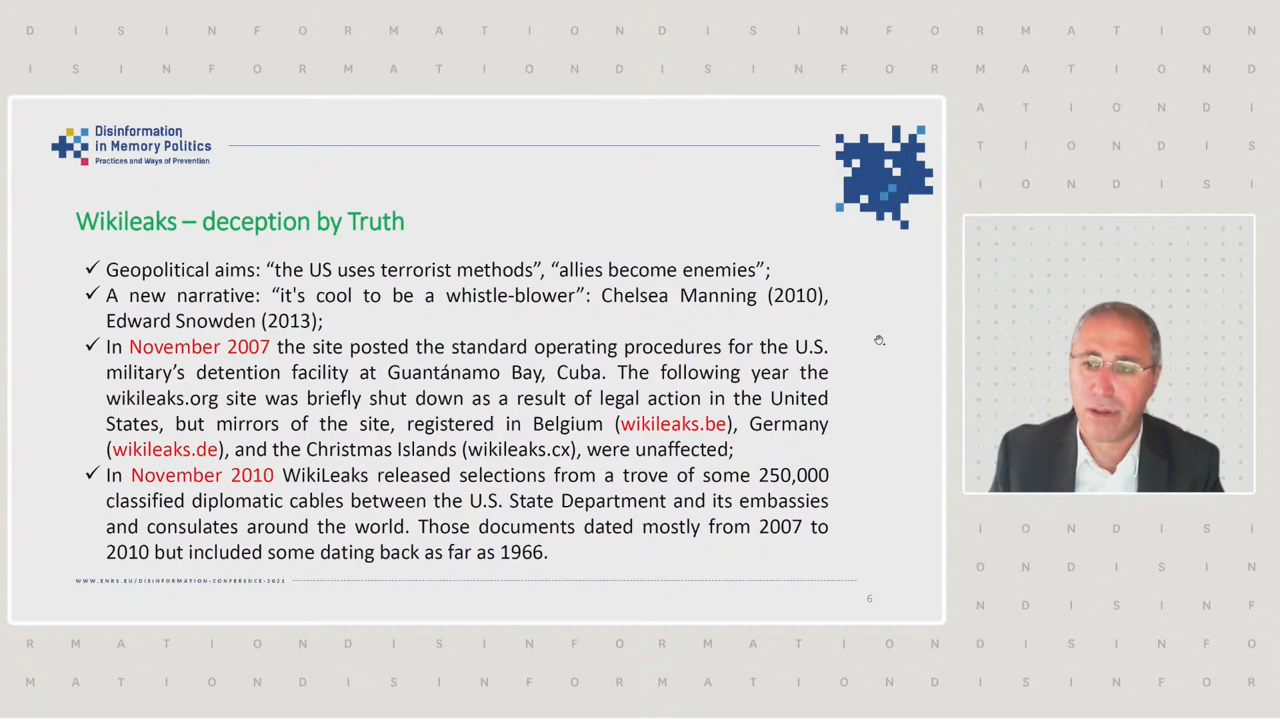 D I S I N F O R M A T I O N D I S I N F O R M A T I O N
I S I N F O R M A T I O N D I S I N F O R M A T I O N D
A T I O N D I
T I O N D I S
I O N D I S I
Disinformation
in Memory Politics
Practices and Ways of Prevention
Wikileaks – deception by Truth
✓ Geopolitical aims: “the US uses terrorist methods”, “allies become enemies”;
✓ A new narrative: “it's cool to be a whistle-blower”: Chelsea Manning (2010),
Edward Snowden (2013);
✓ In November 2007 the site posted the standard operating procedures for the U.S.
military’s detention facility at Guantánamo Bay, Cuba. The following year the
wikileaks.org site was briefly shut down as a result of legal action in the United
States, but mirrors of the site, registered in Belgium (wikileaks.be), Germany
(wikileaks.de), and the Christmas Islands (wikileaks.cx), were unaffected;
✓ In November 2010 WikiLeaks released selections from a trove of some 250,000
classified diplomatic cables between the U.S. State Department and its embassies
and consulates around the world. Those documents dated mostly from 2007 to
2010 but included some dating back as far as 1966.
WWW.ENRS.EU/DISINFORMATION-CONFERENCE-2021
6
I O N D I S I
O N D I S I N
N D I S I N F
R M A T I O N D I S I N F O R M A T I O N D I S I N F O
M A T I O N D I S I N F O R M A T I O N D I S I N F O R